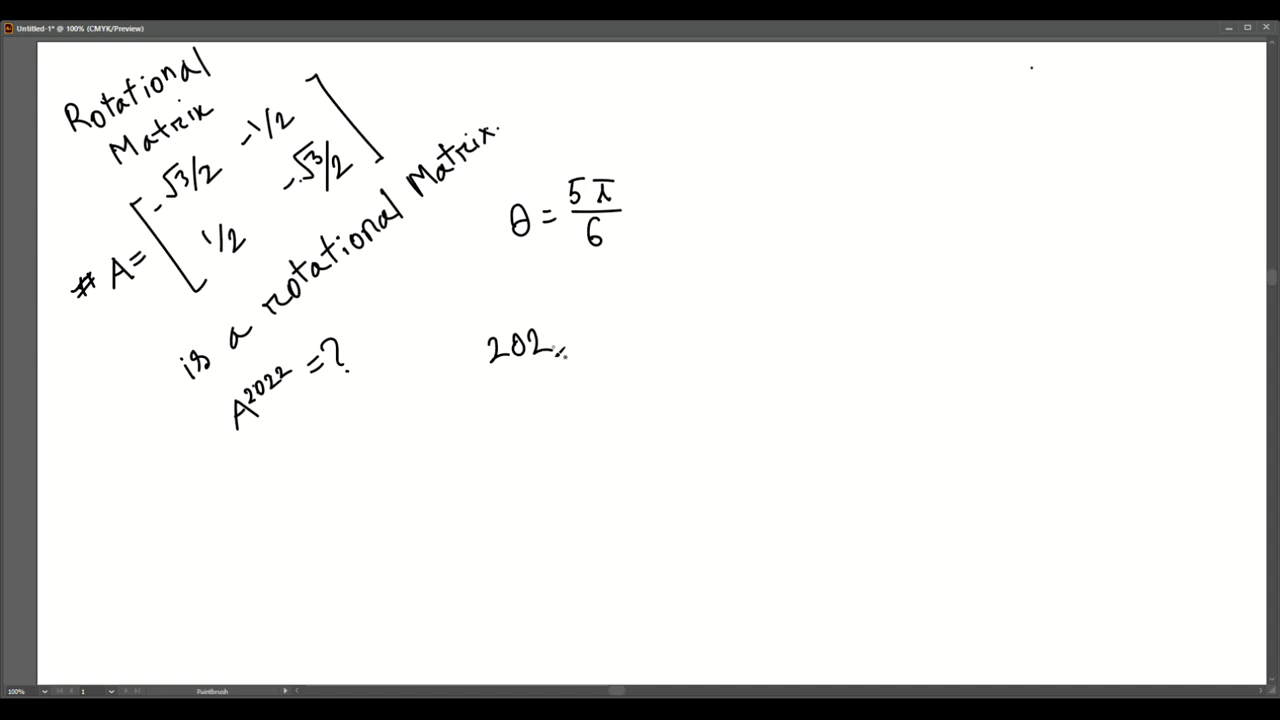 Untitled-1* @ 100% (CMYK/Preview)
Rotational
Matrix
# A = [ -√3/2 -1/2
1/2 -√3/2 ]
is a rotational Matrix.
A^2022 = ?
θ = 5π/6
202
100%
1
Paintbrush